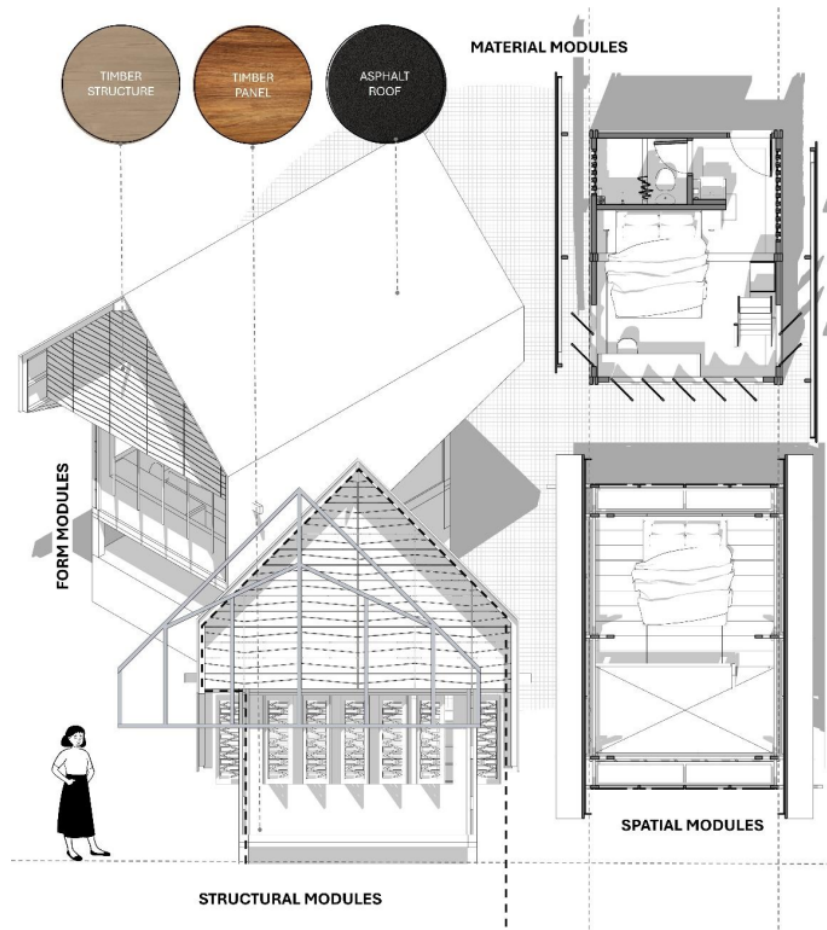 MATERIAL MODULES
TIMBER
STRUCTURE
TIMBER
PANEL
ASPHALT
ROOF
FORM MODULES
SPATIAL MODULES
STRUCTURAL MODULES